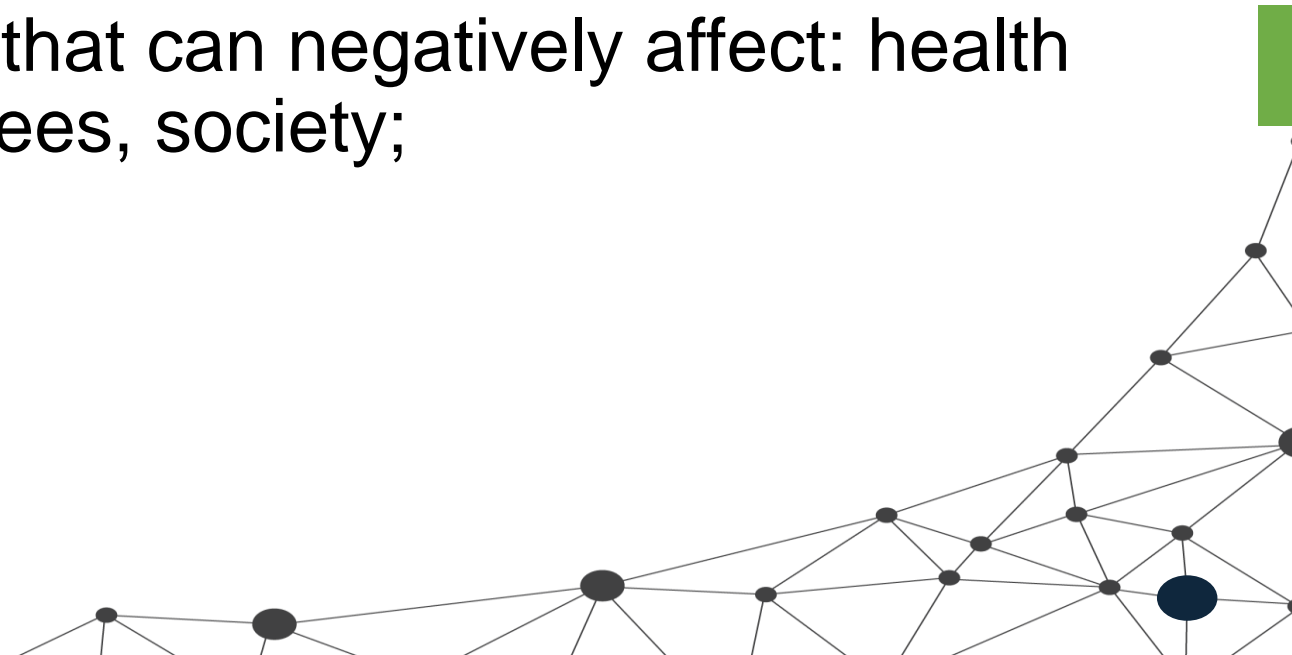 that can negatively affect: health
ees, society;